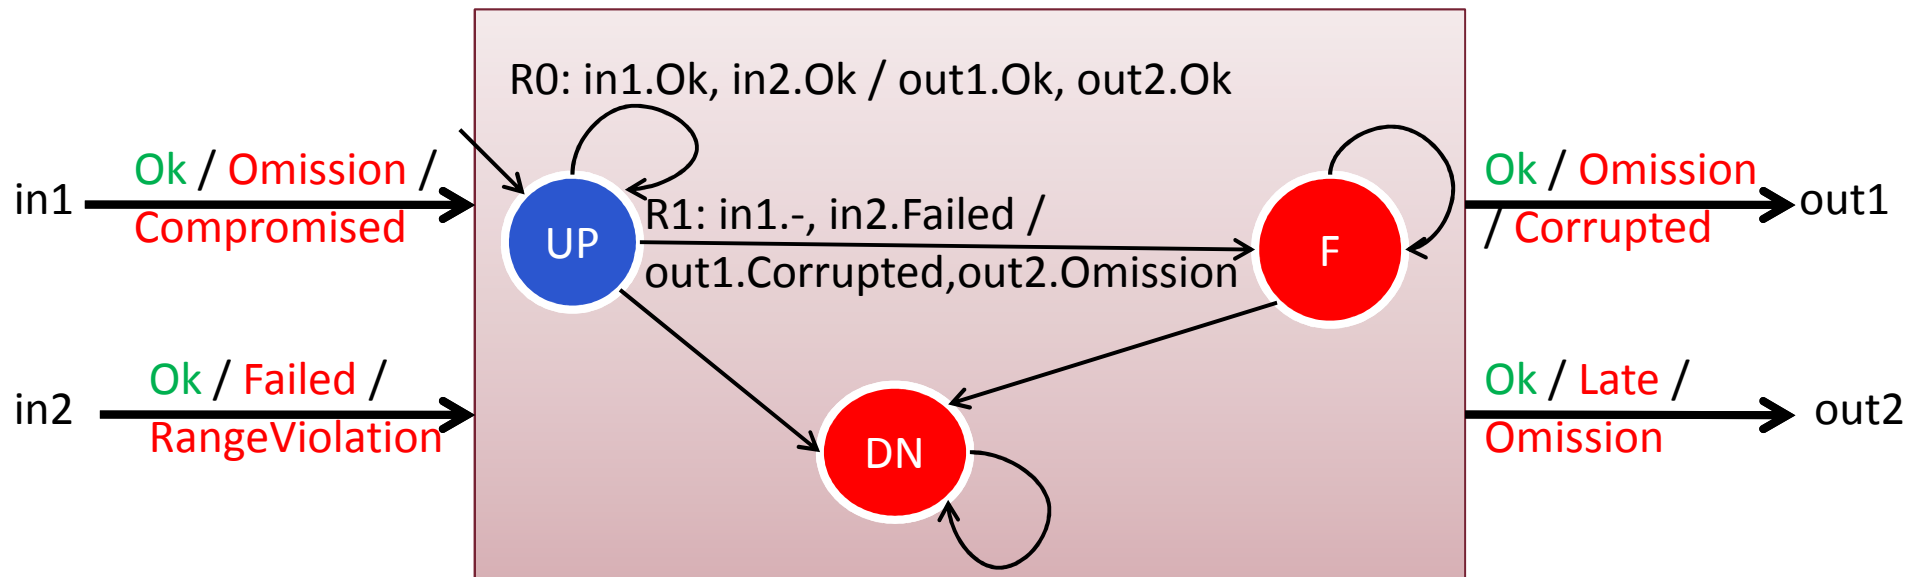 R0: in1.Ok, in2.Ok / out1.Ok, out2.Ok
in1
Ok / Omission /
Compromised
UP
R1: in1.-, in2.Failed /
out1.Corrupted,out2.Omission
F
Ok / Omission
/ Corrupted
out1
in2
Ok / Failed /
RangeViolation
DN
Ok / Late /
Omission
out2